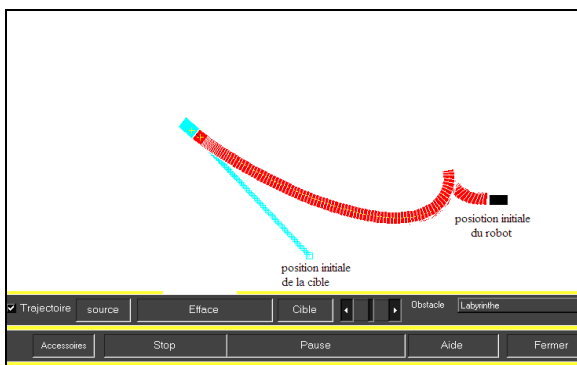 posiotion initiale
du robot
position initiale
de la cible
Trajectoire
source
Efface
Cible
Obstacle
Labyrinthe
Accessoires
Stop
Pause
Aide
Fermer